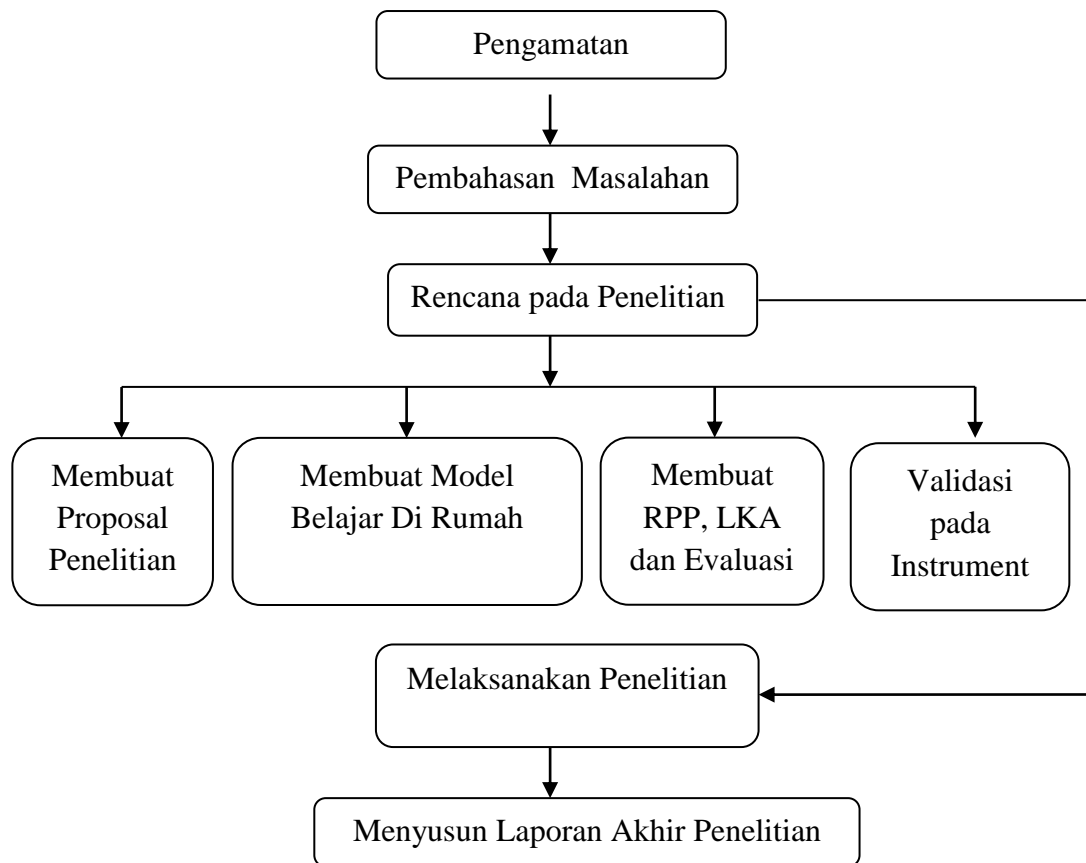 Pengamatan
Pembahasan Masalahan
Rencana pada Penelitian
Membuat
Proposal
Penelitian
Membuat Model
Belajar Di Rumah
Membuat
RPP, LKA
dan Evaluasi
Validasi
pada
Instrument
Melaksanakan Penelitian
Menyusun Laporan Akhir Penelitian